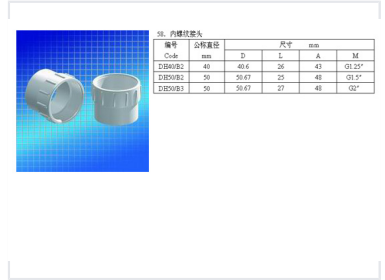 58、内螺纹接头
编号 公称直径 尺寸 mm
Code mm D L A M
DH40/B2 40 40.6 26 43 G1.25"
DH50/B2 50 50.67 25 48 G1.5"
DH50/B3 50 50.67 27 48 G2"